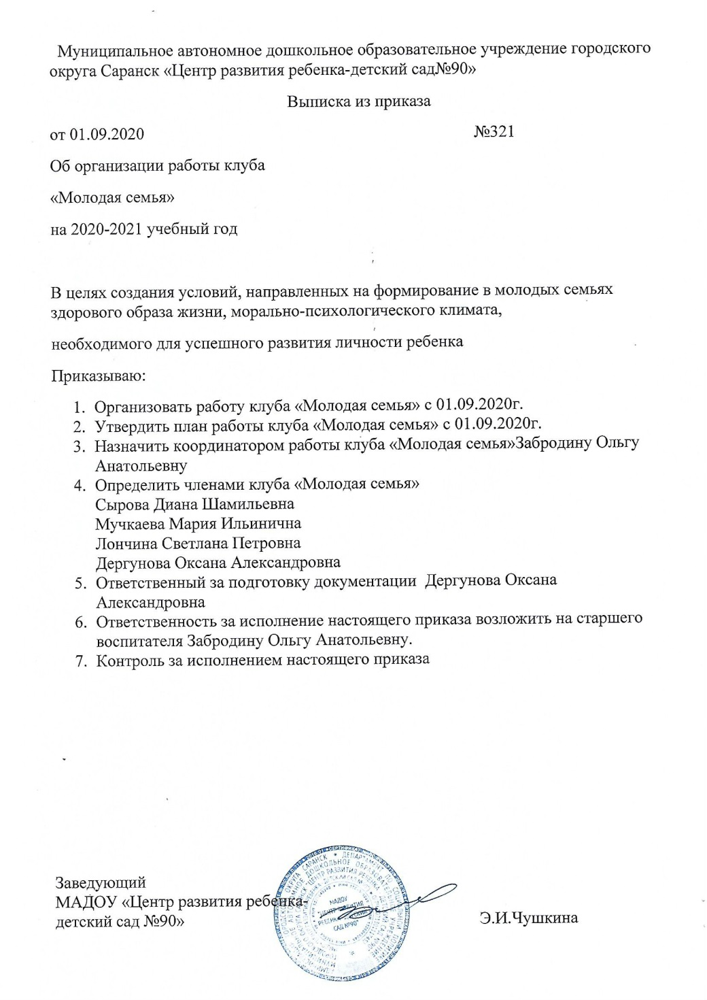 Муниципальное автономное дошкольное образовательное учреждение городского
округа Саранск «Центр развития ребенка-детский сад№90»
Выписка из приказа
от 01.09.2020 №321
Об организации работы клуба
«Молодая семья»
на 2020-2021 учебный год
В целях создания условий, направленных на формирование в молодых семьях
здорового образа жизни, морально-психологического климата,
необходимого для успешного развития личности ребенка
Приказываю:
1. Организовать работу клуба «Молодая семья» с 01.09.2020г.
2. Утвердить план работы клуба «Молодая семья» с 01.09.2020г.
3. Назначить координатором работы клуба «Молодая семья»Забродину Ольгу
Анатольевну
4. Определить членами клуба «Молодая семья»
Сырова Диана Шамильевна
Мучкаева Мария Ильинична
Лончина Светлана Петровна
Дергунова Оксана Александровна
5. Ответственный за подготовку документации Дергунова Оксана
Александровна
6. Ответственность за исполнение настоящего приказа возложить на старшего
воспитателя Забродину Ольгу Анатольевну.
7. Контроль за исполнением настоящего приказа
Заведующий
МАДОУ «Центр развития ребенка-
детский сад №90» Э.И.Чушкина
МАДОУ
"ЦЕНТР РАЗВИТИЯ
РЕБЕНКА - ДЕТСКИЙ
САД №90"